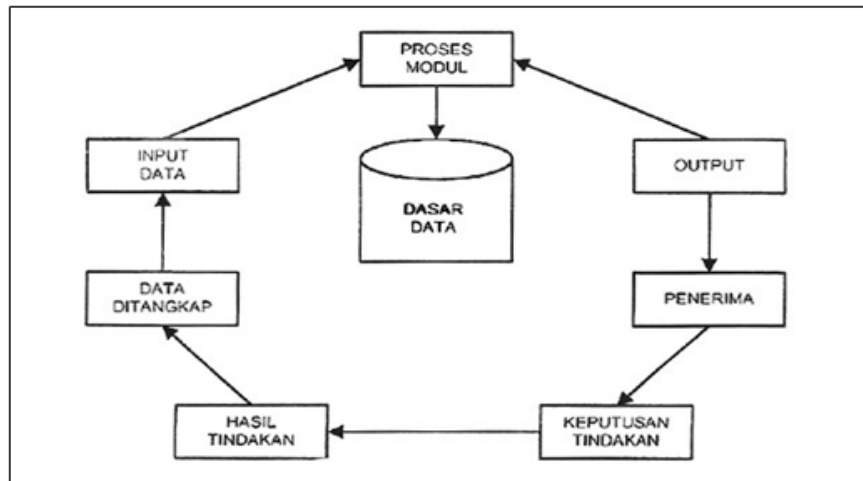 PROSES
MODUL
INPUT
DATA
OUTPUT
DASAR
DATA
DATA
DITANGKAP
PENERIMA
HASIL
TINDAKAN
KEPUTUSAN
TINDAKAN